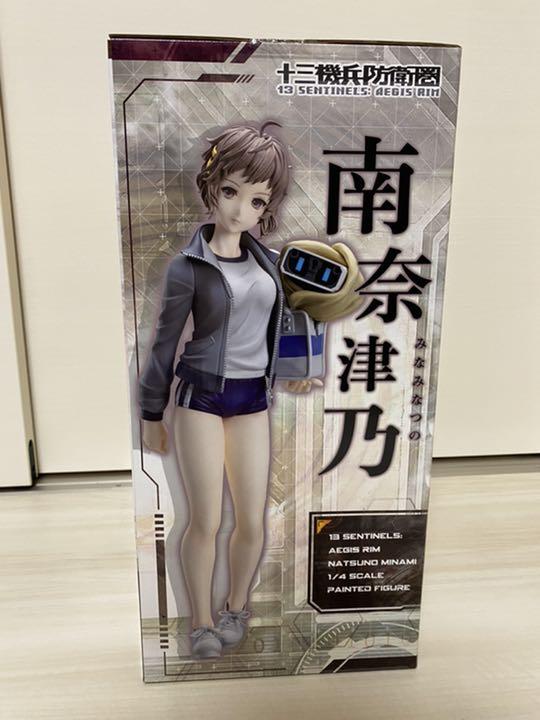 十三機兵防衛圏
13 SENTINELS: AEGIS RIM
南奈津乃
みなみなつの
13 SENTINELS:
AEGIS RIM
NATSUNO MINAMI
1/4 SCALE
PAINTED FIGURE